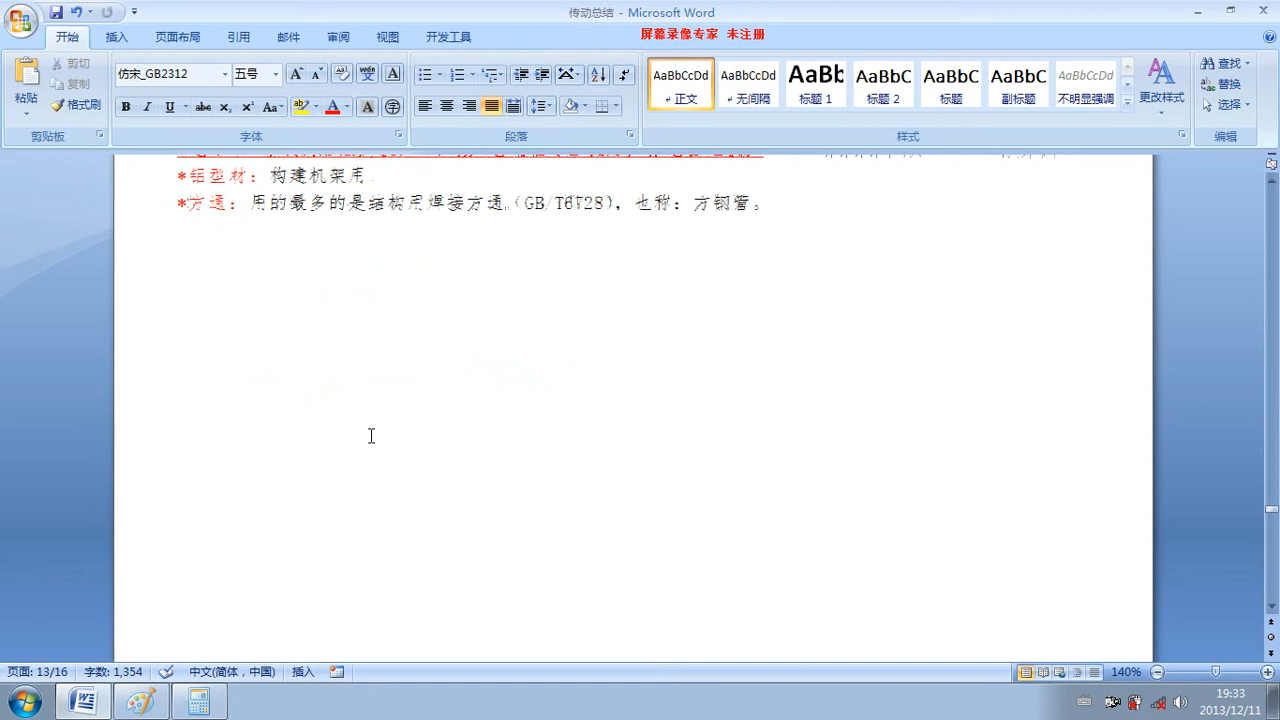 传动总结 - Microsoft Word
开始 插入 页面布局 引用 邮件 审阅 视图 开发工具
屏幕录像专家 未注册
粘贴 剪切 复制 格式刷
仿宋_GB2312 五号
AaBbCcDd AaBbCcDd AaBb AaBbC AaBbC AaBbC AaBbCcDd
正文 无间隔 标题 1 标题 2 标题 副标题 不明显强调
更改样式
查找 替换 选择
剪贴板 字体 段落 样式 编辑
*铝型材：构建机架用
*方通：用的最多的是结构用焊接方通（GB/T6728），也称：方钢管。
页面: 13/16 字数: 1,354 中文(简体，中国) 插入 140%
19:33
2013/12/11